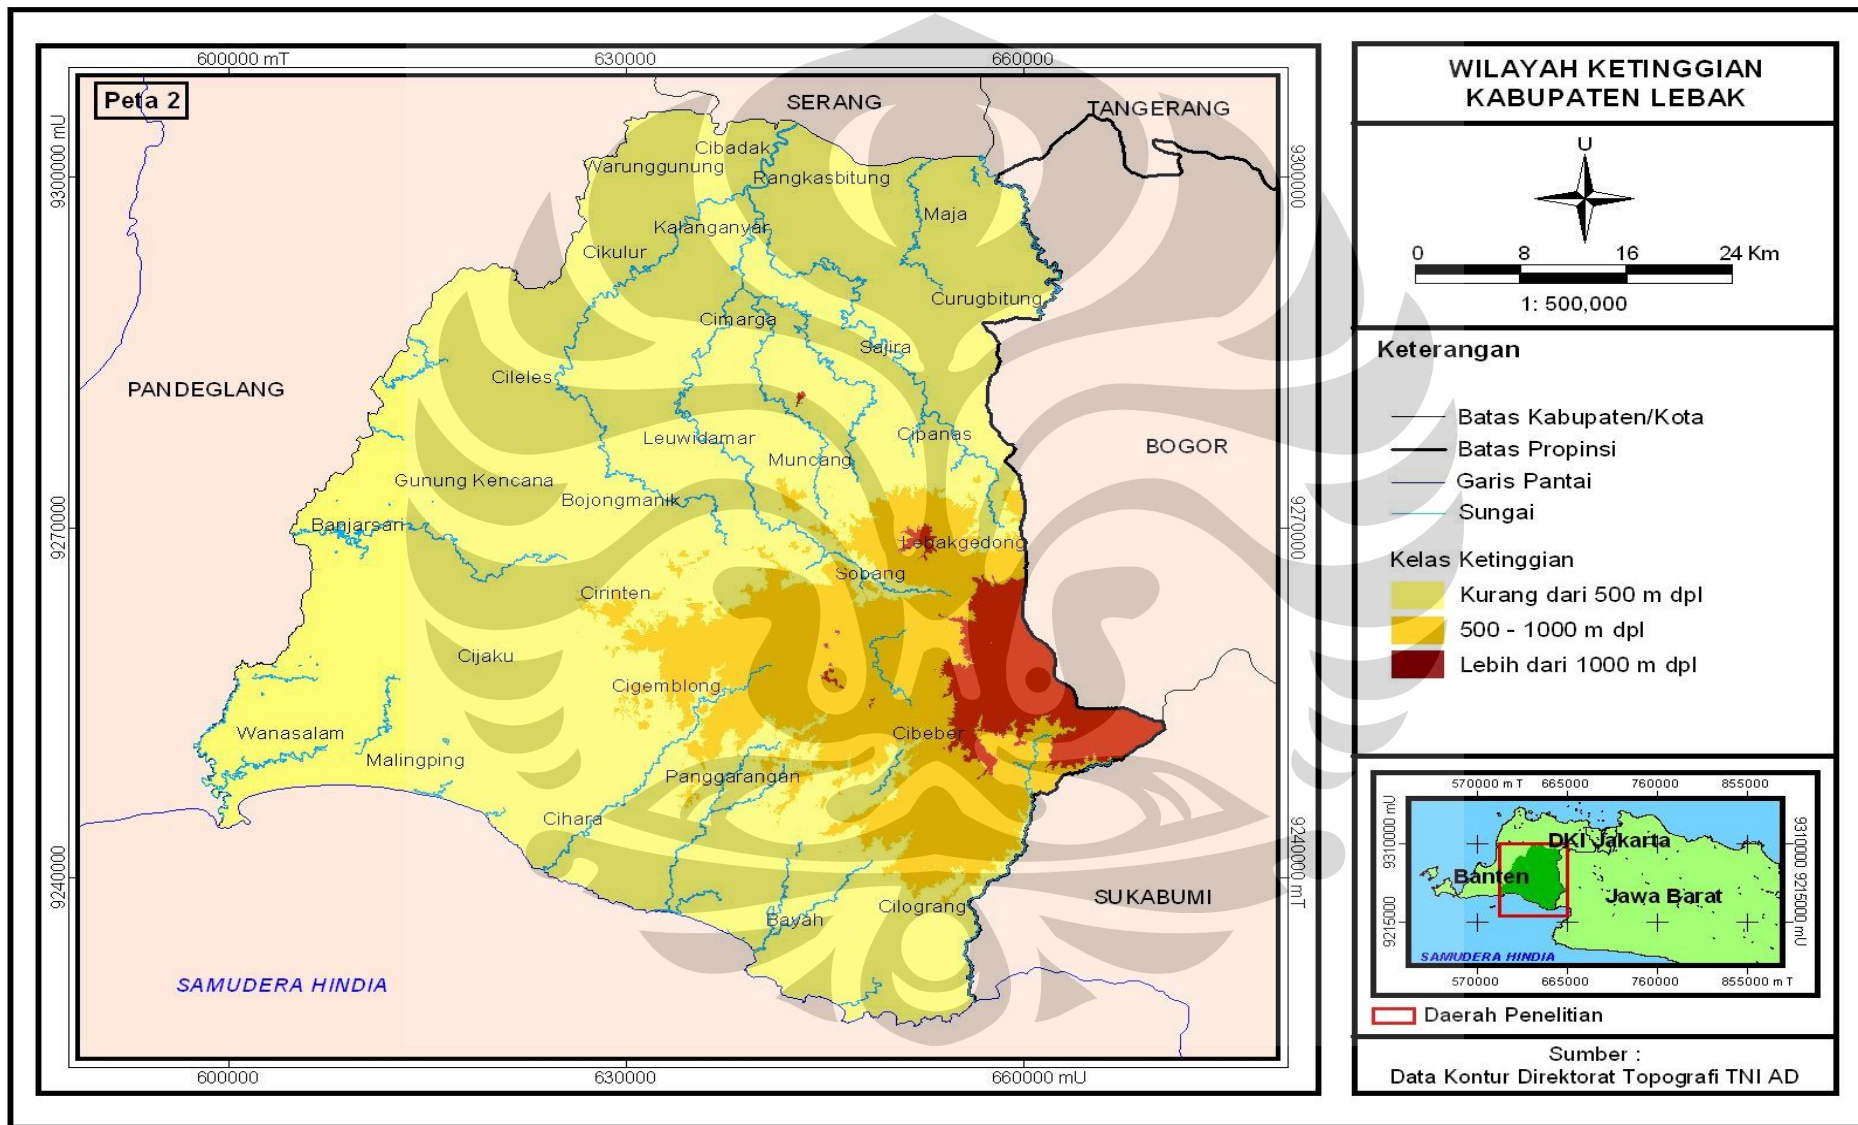 Peta 2
600000 mT
630000
660000
9300000 mU
9270000
9240000
9300000
9270000
9240000 mT
600000
630000
660000 mU
SERANG
TANGERANG
PANDEGLANG
BOGOR
SUKABUMI
SAMUDERA HINDIA
Cibadak
Warunggunung
Rangkasbitung
Maja
Kalanganyar
Cikulur
Curugbitung
Cimarga
Sajira
Cileles
Leuwidamar
Cipanas
Muncang
Gunung Kencana
Bojongmanik
Banjarsari
Lebakgedong
Sobang
Cirinten
Cijaku
Cigemblong
Wanasalam
Cibeber
Malingping
Panggarangan
Cihara
Cilograng
Bayah
WILAYAH KETINGGIAN
KABUPATEN LEBAK
U
0 8 16 24 Km
1: 500,000
Keterangan
Batas Kabupaten/Kota
Batas Propinsi
Garis Pantai
Sungai
Kelas Ketinggian
Kurang dari 500 m dpl
500 - 1000 m dpl
Lebih dari 1000 m dpl
570000 m T 665000 760000 855000
9310000 mU
9215000
9310000
9215000 mU
DKI Jakarta
Banten
Jawa Barat
SAMUDERA HINDIA
570000 665000 760000 855000 m T
Daerah Penelitian
Sumber :
Data Kontur Direktorat Topografi TNI AD